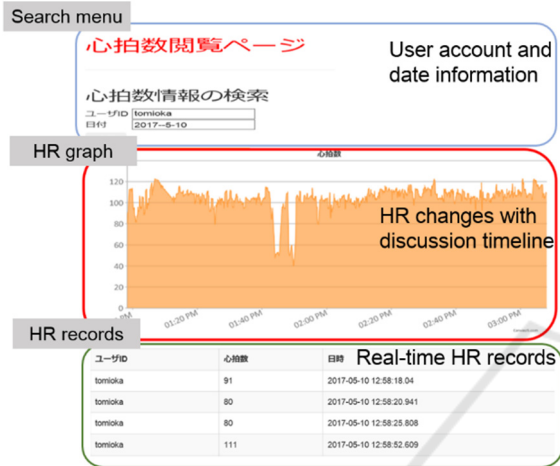 Search menu
心拍数閲覧ページ
User account and
date information
心拍数情報の検索
ユーザID tomioka
日付 2017--5-10
HR graph
心拍数
120
100
80
60
40
20
0
HR changes with
discussion timeline
PM
01:20 PM
01:40 PM
02:00 PM
02:20 PM
02:40 PM
03:00 PM
HR records
Real-time HR records
ユーザID 心拍数 日時
tomioka 91 2017-05-10 12:58:18.04
tomioka 80 2017-05-10 12:58:20.941
tomioka 80 2017-05-10 12:58:25.808
tomioka 111 2017-05-10 12:58:52.609